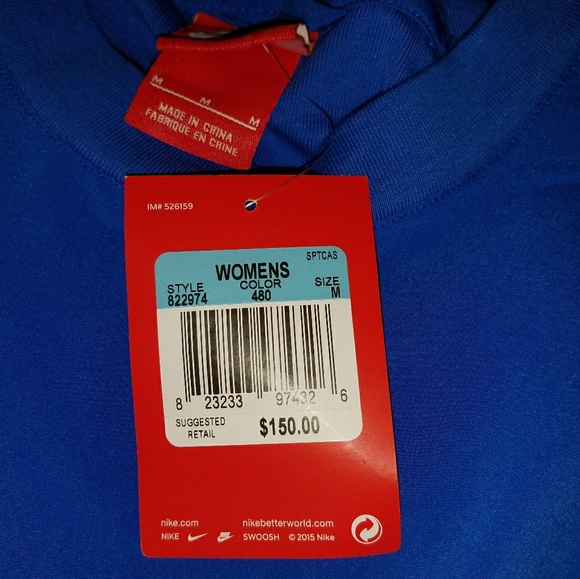 M M M
MADE IN CHINA
FABRIQUE EN CHINE
IM# 526159
SPTCAS
WOMENS
STYLE COLOR SIZE
822974 480 M
8 23233 97432 6
SUGGESTED
RETAIL $150.00
nike.com nikebetterworld.com
NIKE SWOOSH © 2015 Nike